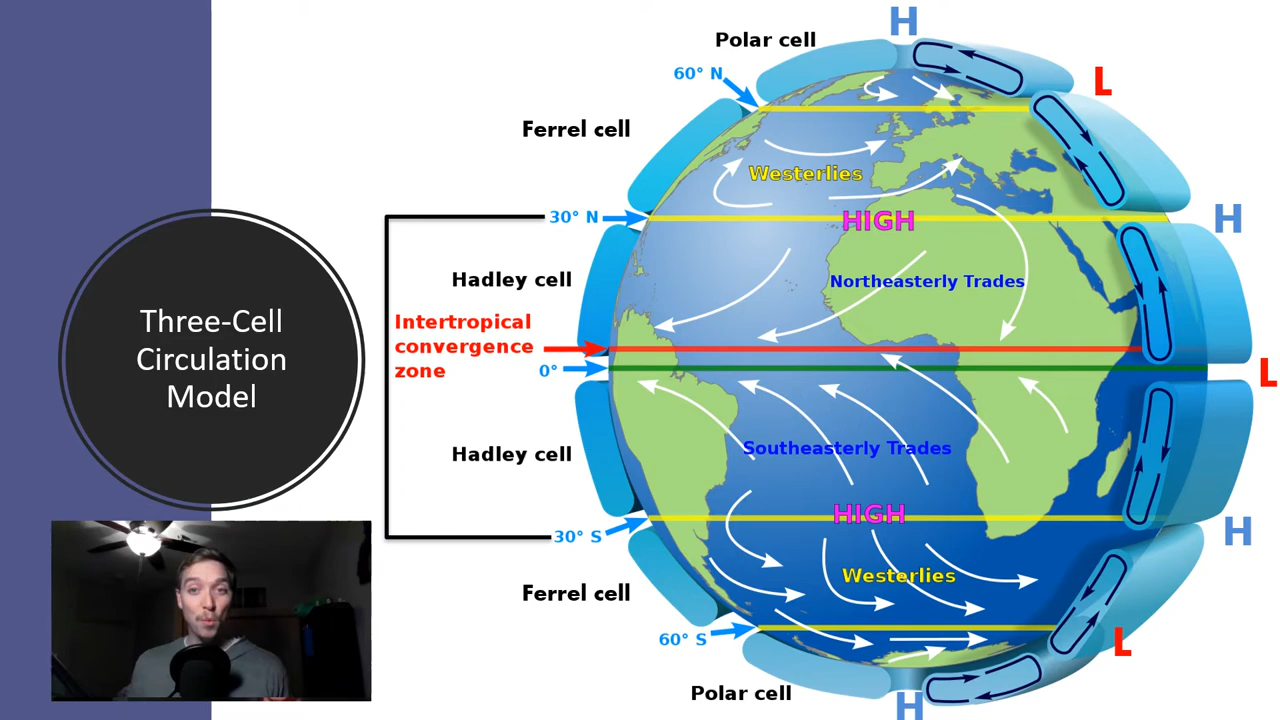 Three-Cell
Circulation
Model
H
Polar cell
60° N
L
Ferrel cell
Westerlies
30° N
HIGH
H
Hadley cell
Northeasterly Trades
Intertropical
convergence
zone
0°
L
Hadley cell
Southeasterly Trades
HIGH
30° S
H
Westerlies
Ferrel cell
60° S
L
Polar cell
H